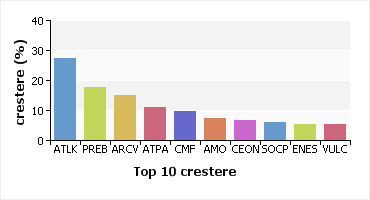 crestere (%)
40
30
20
10
0
ATLK PREB ARCV ATPA CMF AMO CEON SOCP ENES VULC
Top 10 crestere